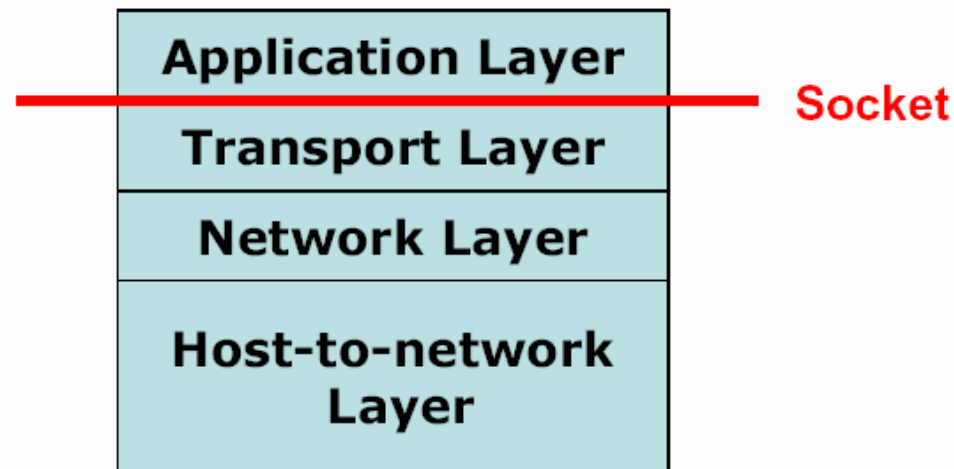 Application Layer
Socket
Transport Layer
Network Layer
Host-to-network
Layer